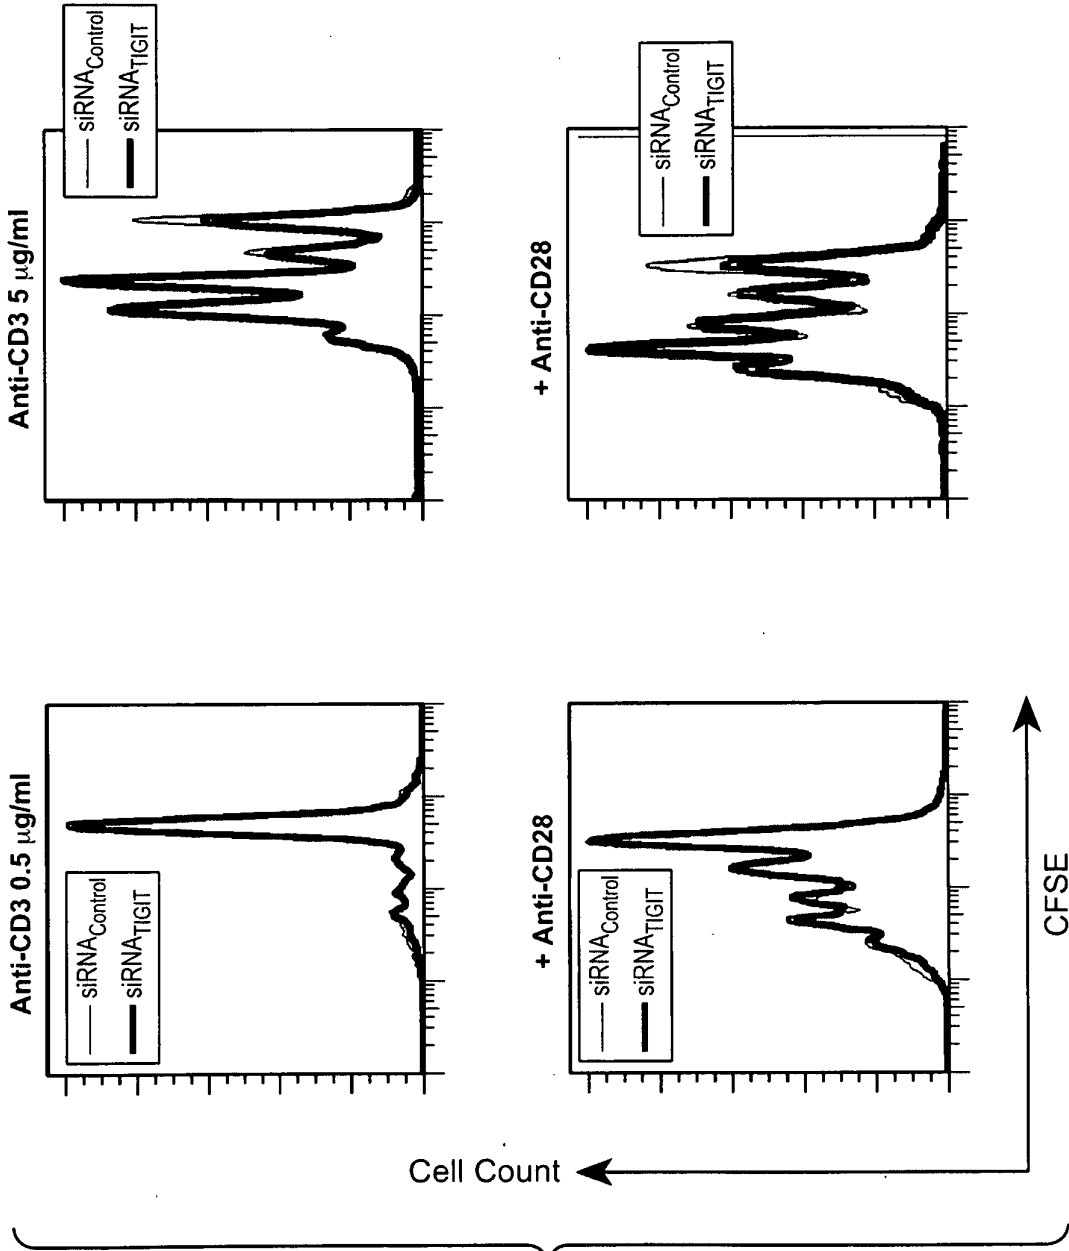 Anti-CD3 0.5 µg/ml
siRNAControl
siRNATIGIT
Anti-CD3 5 µg/ml
siRNAControl
siRNATIGIT
+ Anti-CD28
siRNAControl
siRNATIGIT
+ Anti-CD28
siRNAControl
siRNATIGIT
Cell Count
CFSE